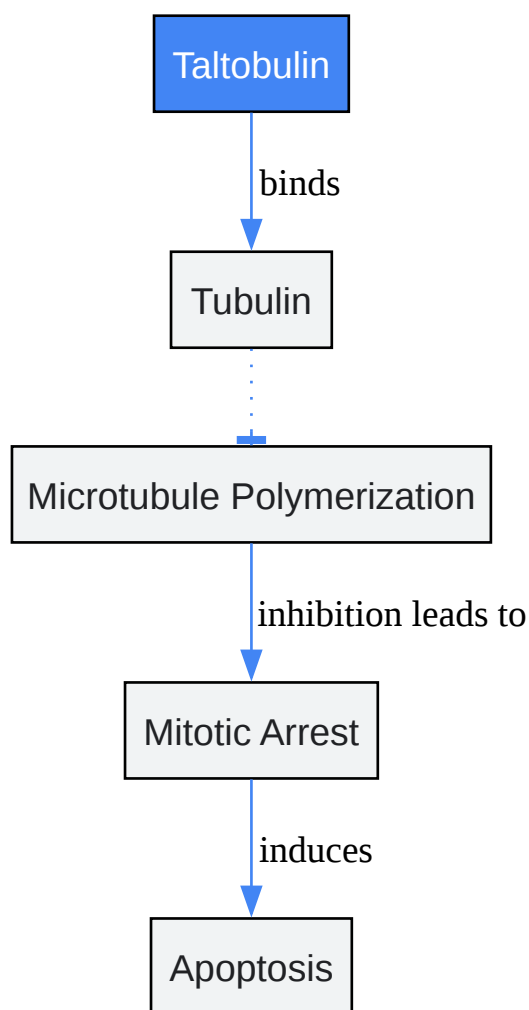 Taltobulin
binds
Tubulin
Microtubule Polymerization
inhibition leads to
Mitotic Arrest
induces
Apoptosis